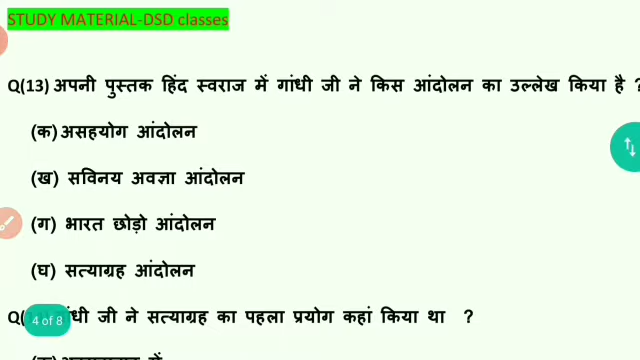 STUDY MATERIAL-DSD classes
Q(13) अपनी पुस्तक हिंद स्वराज में गांधी जी ने किस आंदोलन का उल्लेख किया है ?
(क) असहयोग आंदोलन
(ख) सविनय अवज्ञा आंदोलन
(ग) भारत छोड़ो आंदोलन
(घ) सत्याग्रह आंदोलन
4 of 8 जी ने सत्याग्रह का पहला प्रयोग कहां किया था ?